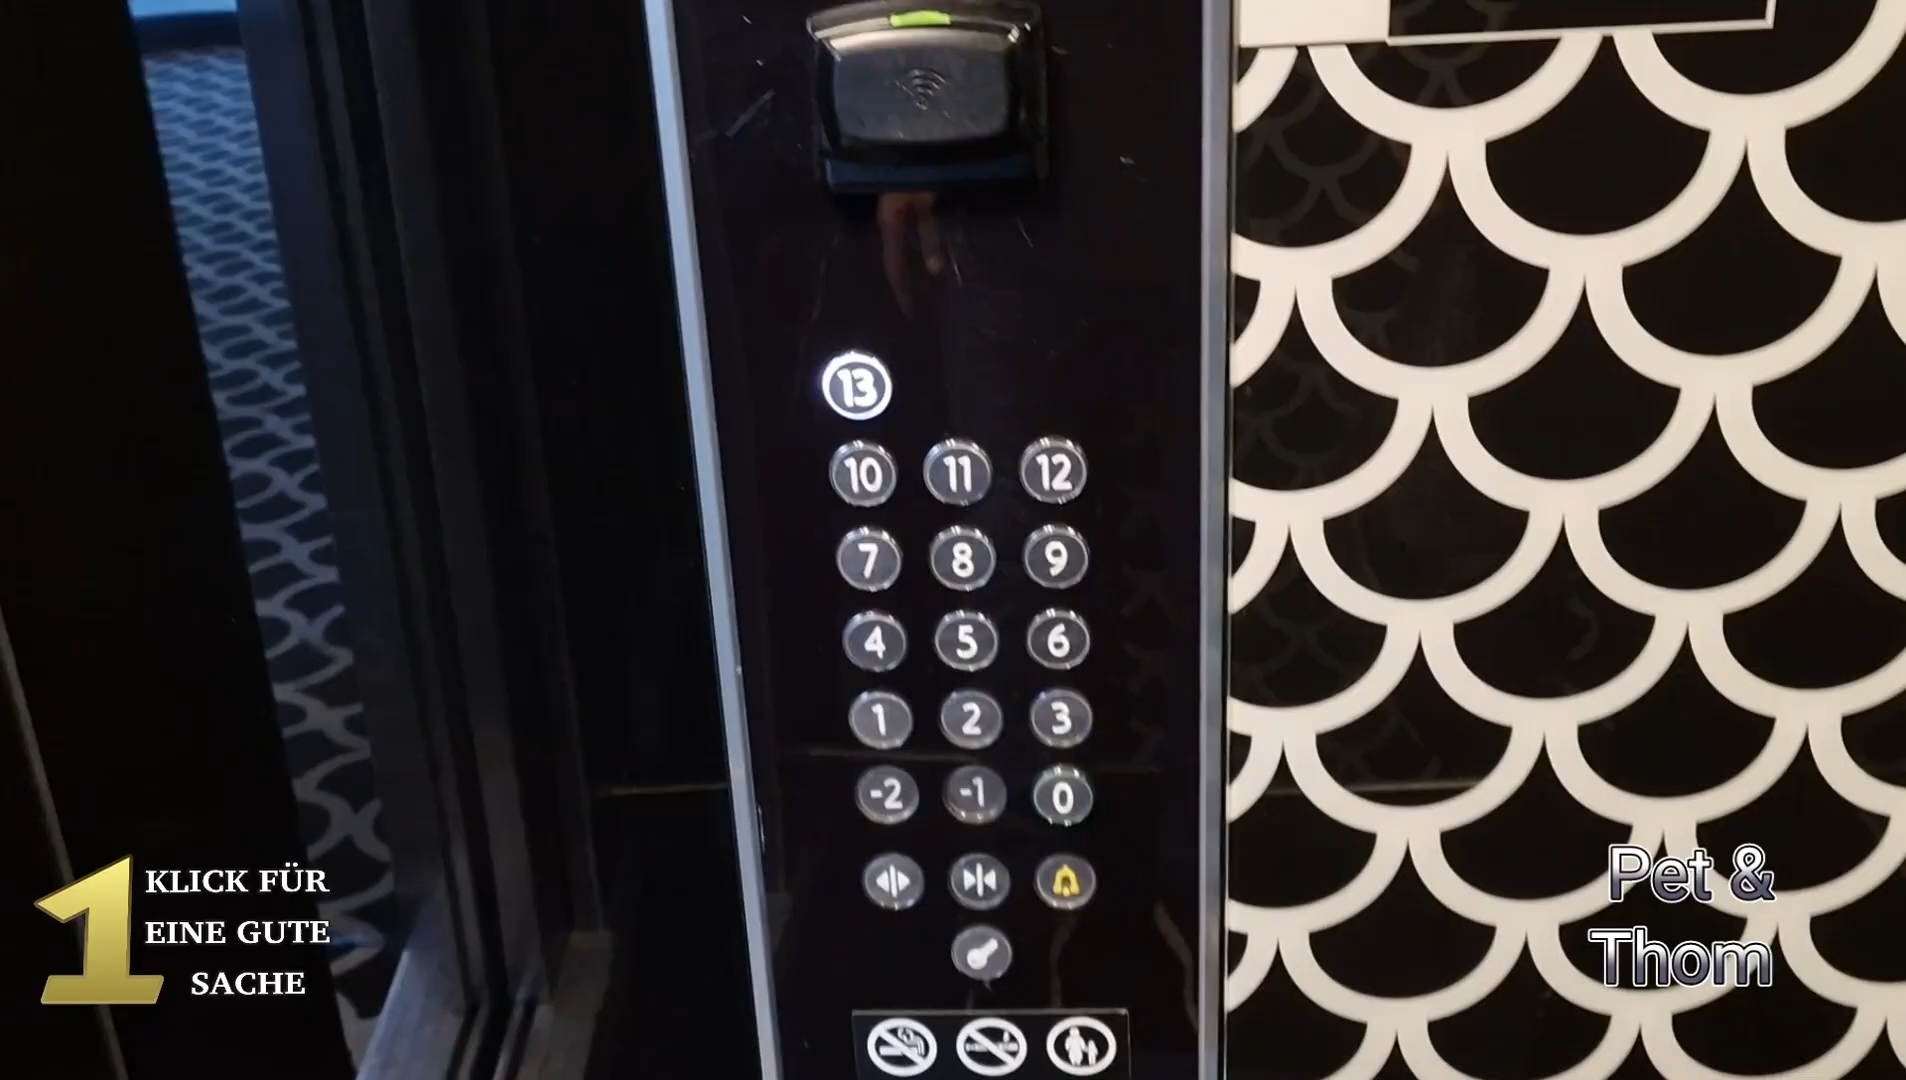 13
10 11 12
7 8 9
4 5 6
1 2 3
-2 -1 0
1 KLICK FÜR
EINE GUTE
SACHE
Pet &
Thom